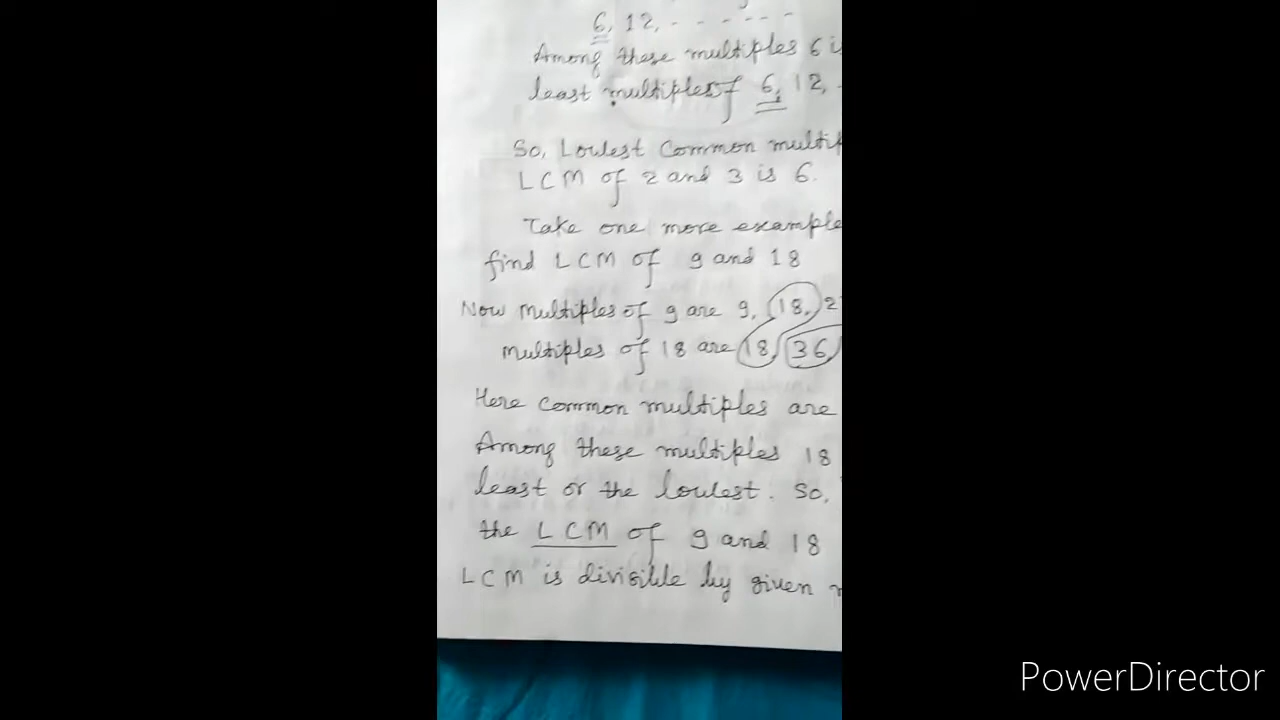 6, 12, - - - - - -
Among these multiples 6 is
least multiples of 6, 12,
So, Lowest Common multip
LCM of 2 and 3 is 6.
Take one more example
find LCM of 9 and 18
Now multiples of 9 are 9, 18, 2
multiples of 18 are 18, 36,
Here common multiples are
Among these multiples 18
least or the lowest. So,
the LCM of 9 and 18
LCM is divisible by given
PowerDirector